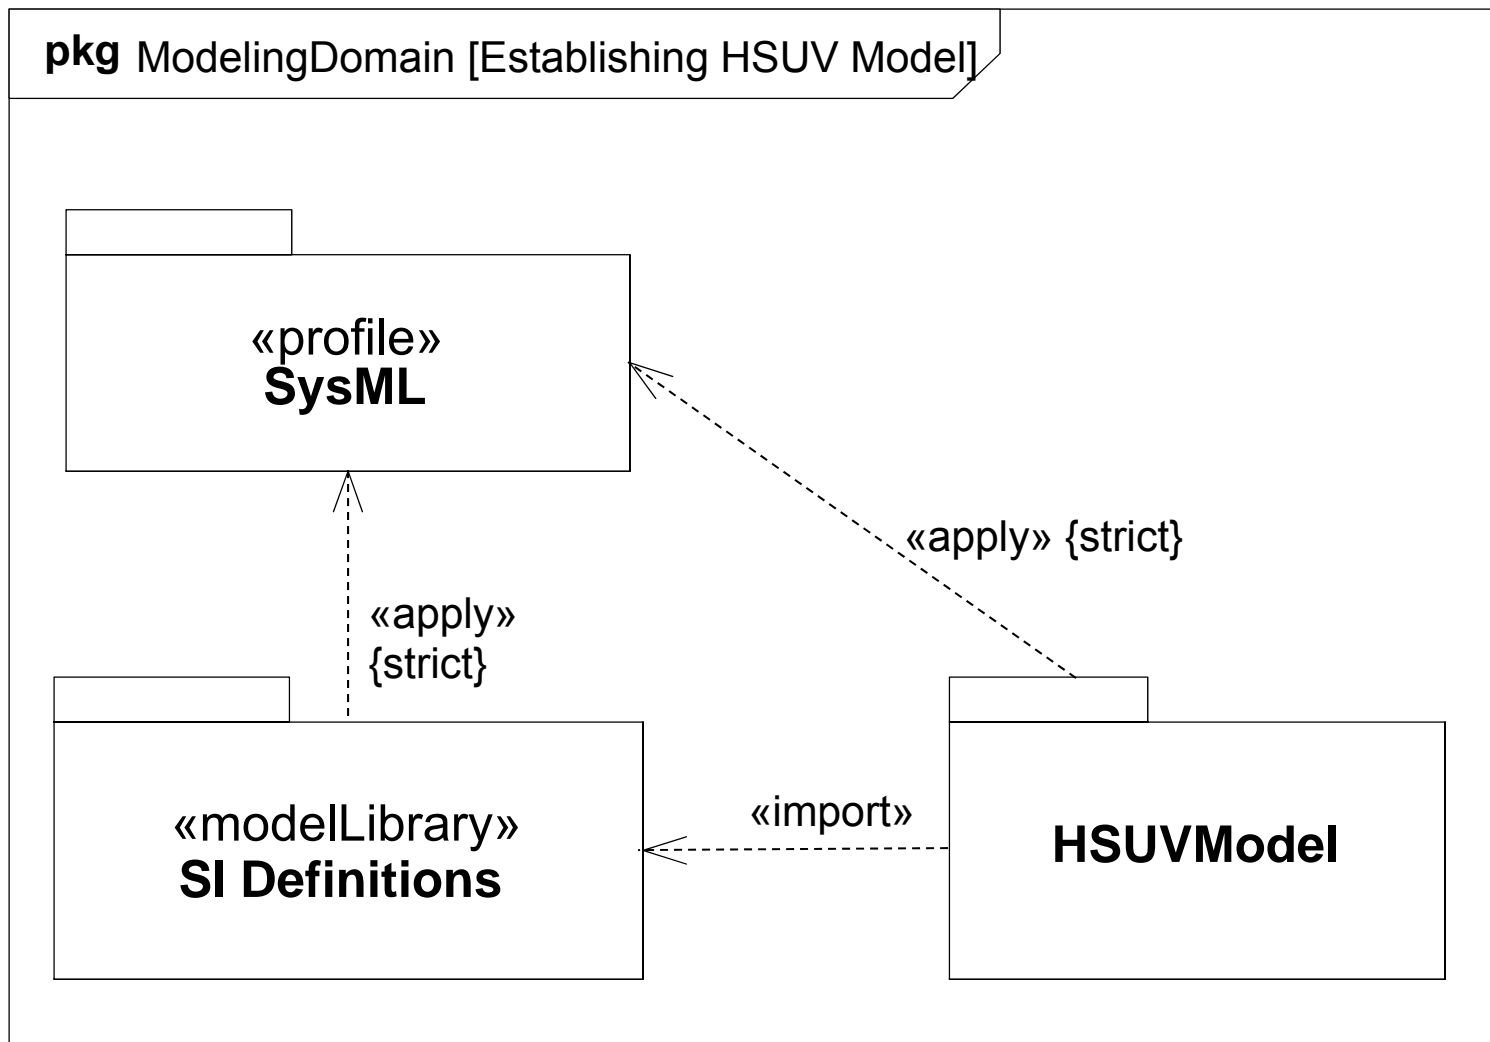 pkg ModelingDomain [Establishing HSUV Model]
«profile»
SysML
«apply» {strict}
«apply»
{strict}
«import»
«modelLibrary»
SI Definitions
HSUVModel